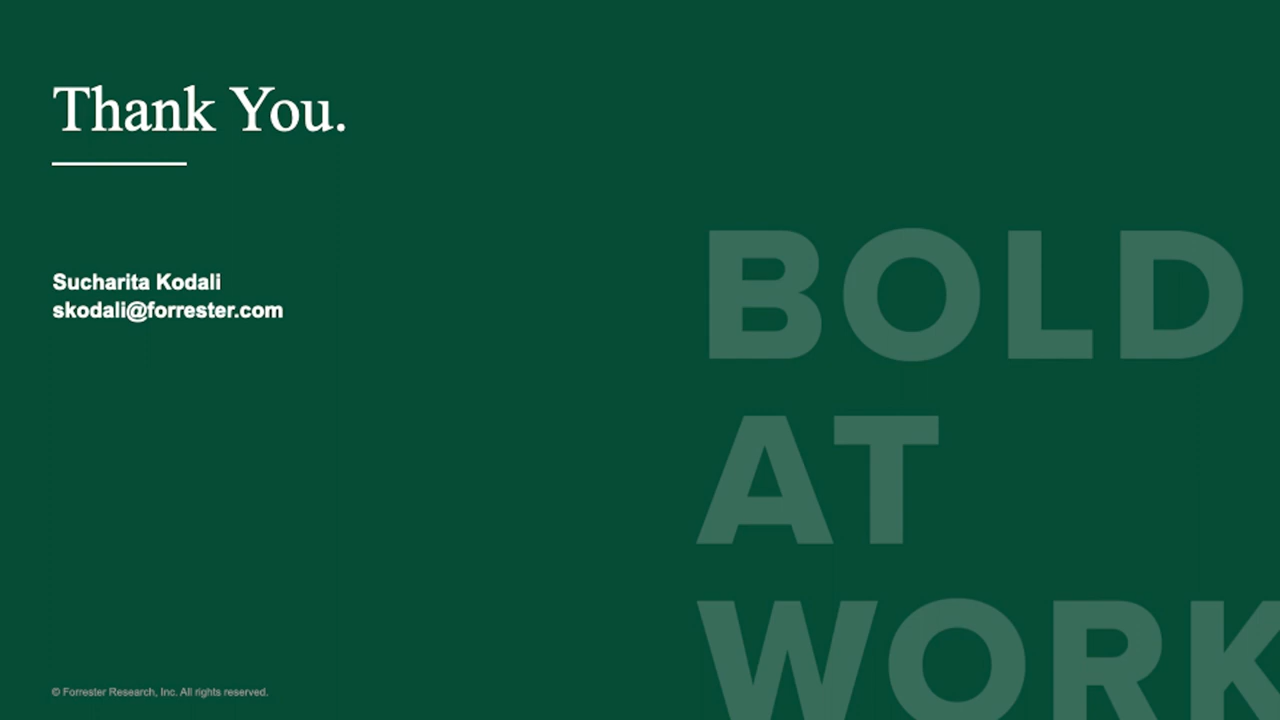 Thank You.
Sucharita Kodali
skodali@forrester.com
BOLD
AT
WORK
© Forrester Research, Inc. All rights reserved.